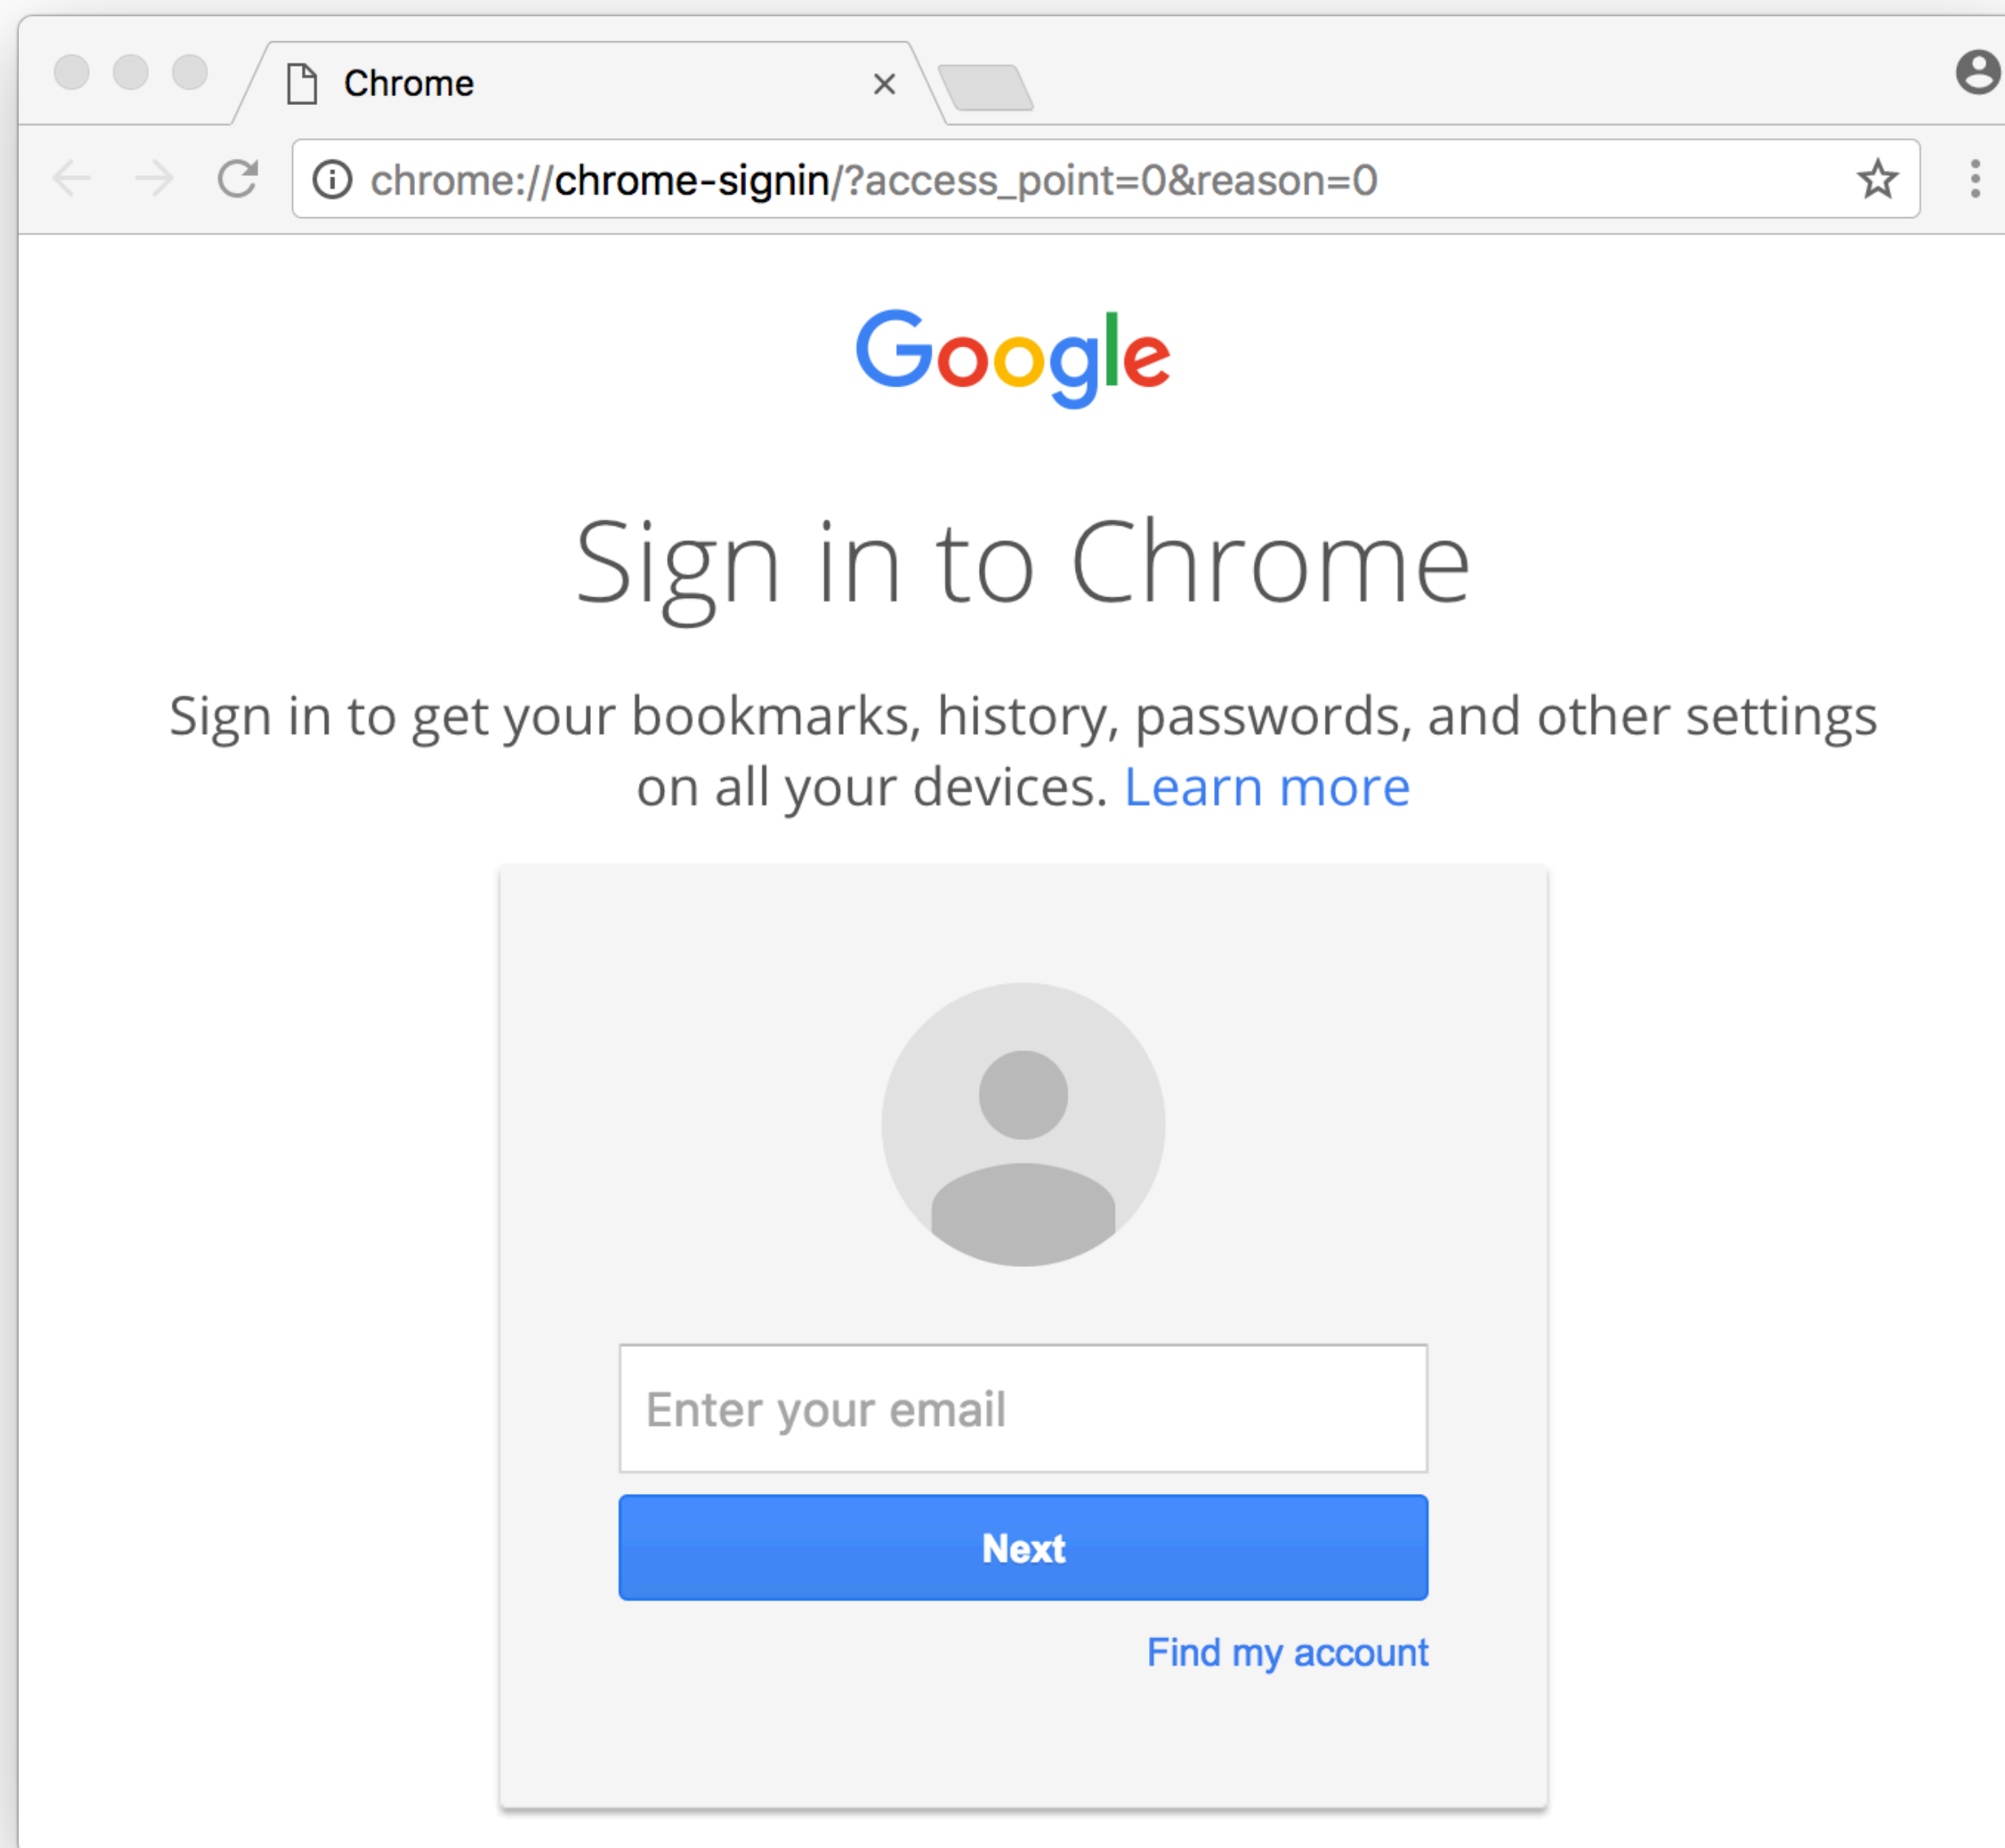 Chrome
chrome://chrome-signin/?access_point=0&reason=0
Google
Sign in to Chrome
Sign in to get your bookmarks, history, passwords, and other settings
on all your devices. Learn more
Enter your email
Next
Find my account